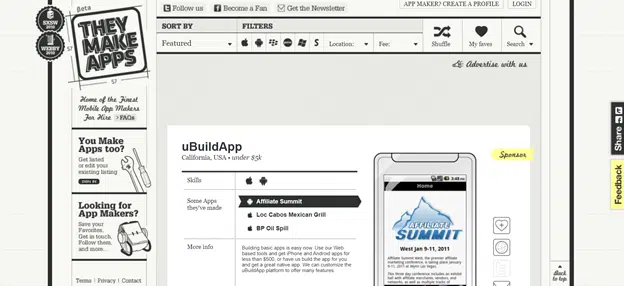 Beta
SXSW
2010
WEBBY
2010
THEY
MAKE
APPS
57
57
Home of the Finest
Mobile App Makers
For Hire >FAQs
You Make
Apps too?
Get listed
or edit your
existing listing
SIGN IN
Looking for
App Makers?
Save your
Favorites,
Get in touch,
Follow them,
and more...
Terms | Privacy | Contact
Follow us
Become a Fan
Get the Newsletter
APP MAKER? CREATE A PROFILE
LOGIN
SORT BY
FILTERS
Featured
Location:
Fee:
Shuffle
My faves
Search
Advertise with us
uBuildApp
California, USA • under $5k
Sponsor
Skills
Some Apps
they've made
Affiliate Summit
Loc Cabos Mexican Grill
BP Oil Spill
More info
Building basic apps is easy now. Use our Web
based tools and get iPhone and Android apps for
less than $500, or have us build the app for you
and get a great native app. We can customize the
uBuildApp platform to offer many features.
Home
AFFILIATE
SUMMIT
West Jan 9-11, 2011
Share
Feedback
Back
to top